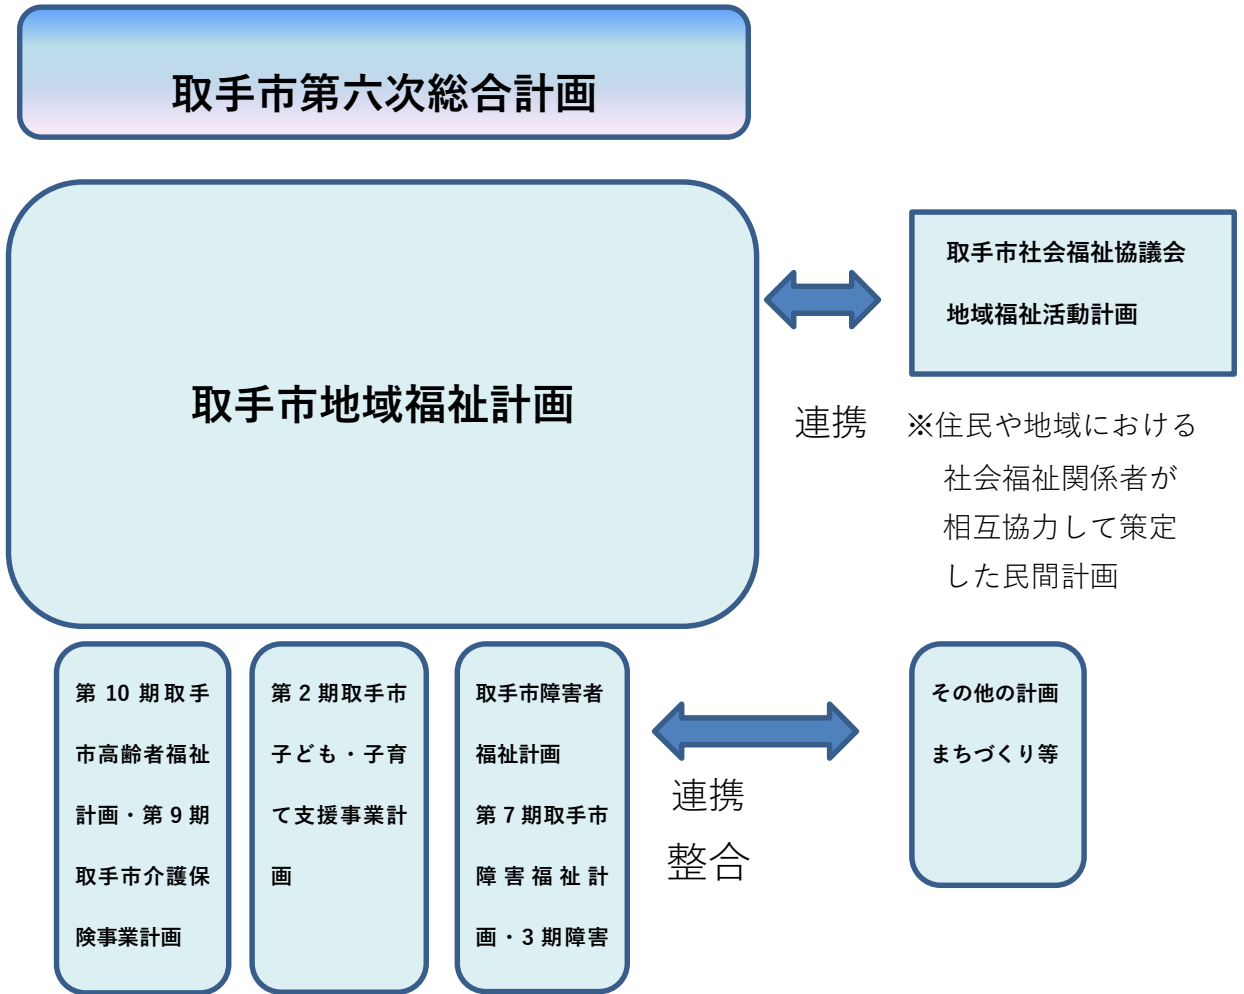 取手市第六次総合計画
取手市地域福祉計画
取手市社会福祉協議会
地域福祉活動計画
連携
※住民や地域における
社会福祉関係者が
相互協力して策定
した民間計画
第 10 期取手
市高齢者福祉
計画・第 9 期
取手市介護保
険事業計画
第 2 期取手市
子ども・子育
て支援事業計
画
取手市障害者
福祉計画
第 7 期取手市
障害福祉計
画・3 期障害
連携
整合
その他の計画
まちづくり等